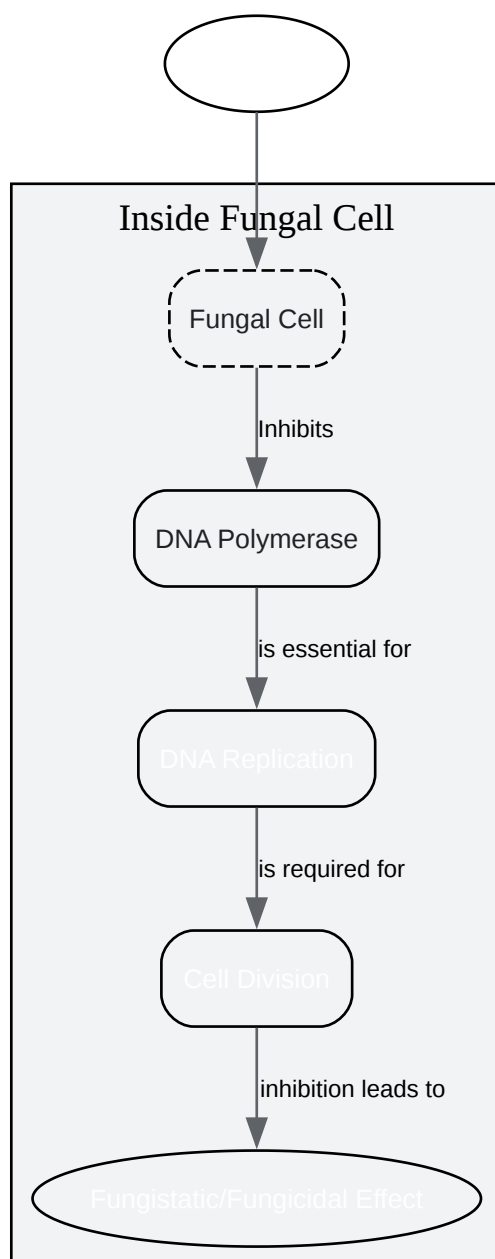 Inside Fungal Cell
Fungal Cell
Inhibits
DNA Polymerase
is essential for
DNA Replication
is required for
Cell Division
inhibition leads to
Fungistatic/Fungicidal Effect